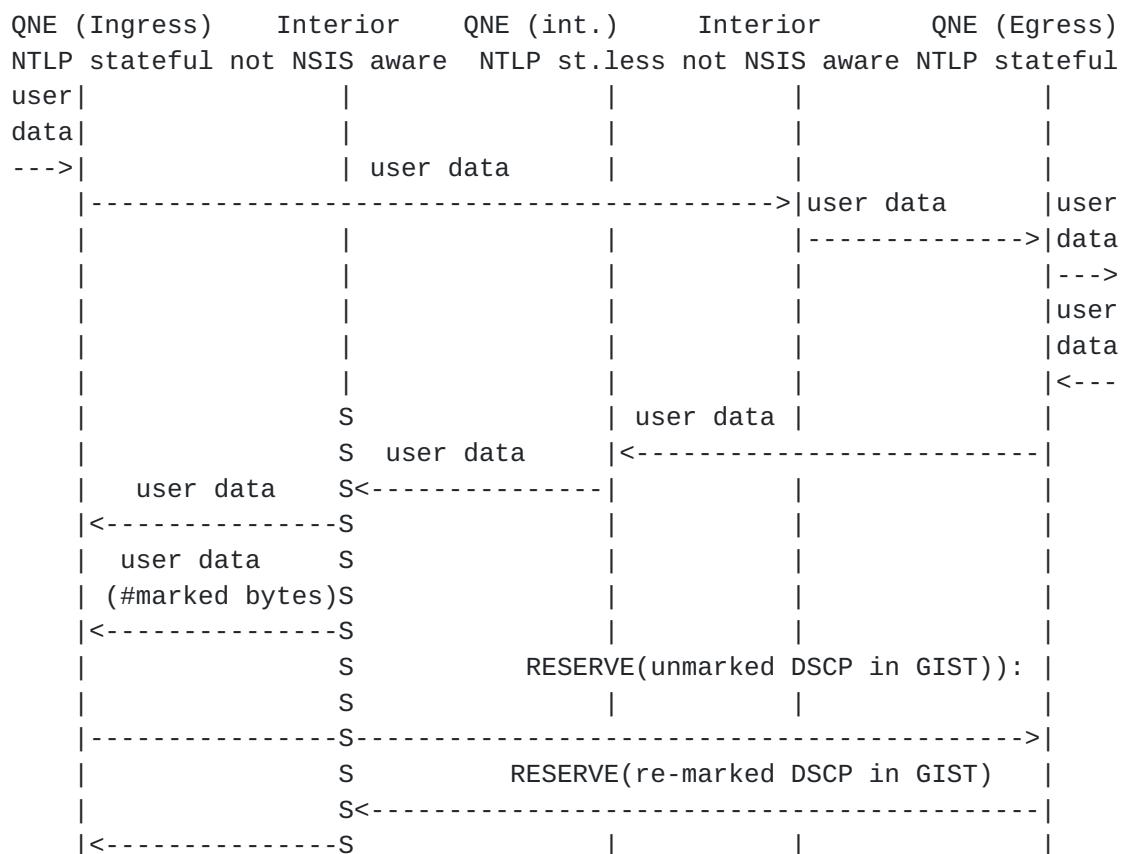 QNE (Ingress)    Interior    QNE (int.)    Interior     QNE (Egress)
NTLP stateful not NSIS aware  NTLP st.less not NSIS aware NTLP stateful
user|                |                |           |               |
data|                |                |           |               |
--->|                | user data      |           |               |
    |-------------------------------------------->|user data      |user
    |                |                |           |-------------->|data
    |                |                |           |               |--->
    |                |                |           |               |user
    |                |                |           |               |data
    |                |                |           |               |<---
    |                S                | user data |               |
    |                S  user data     |<--------------------------|
    |   user data    S<---------------|           |               |
    |<---------------S                |           |               |
    |  user data     S                |           |               |
    | (#marked bytes)S                |           |               |
    |<---------------S                |           |               |
    |                S           RESERVE(unmarked DSCP in GIST)): |
    |                S                |           |               |
    |----------------S------------------------------------------->|
    |                S          RESERVE(re-marked DSCP in GIST)   |
    |                S<-------------------------------------------|
    |<---------------S                |           |               |